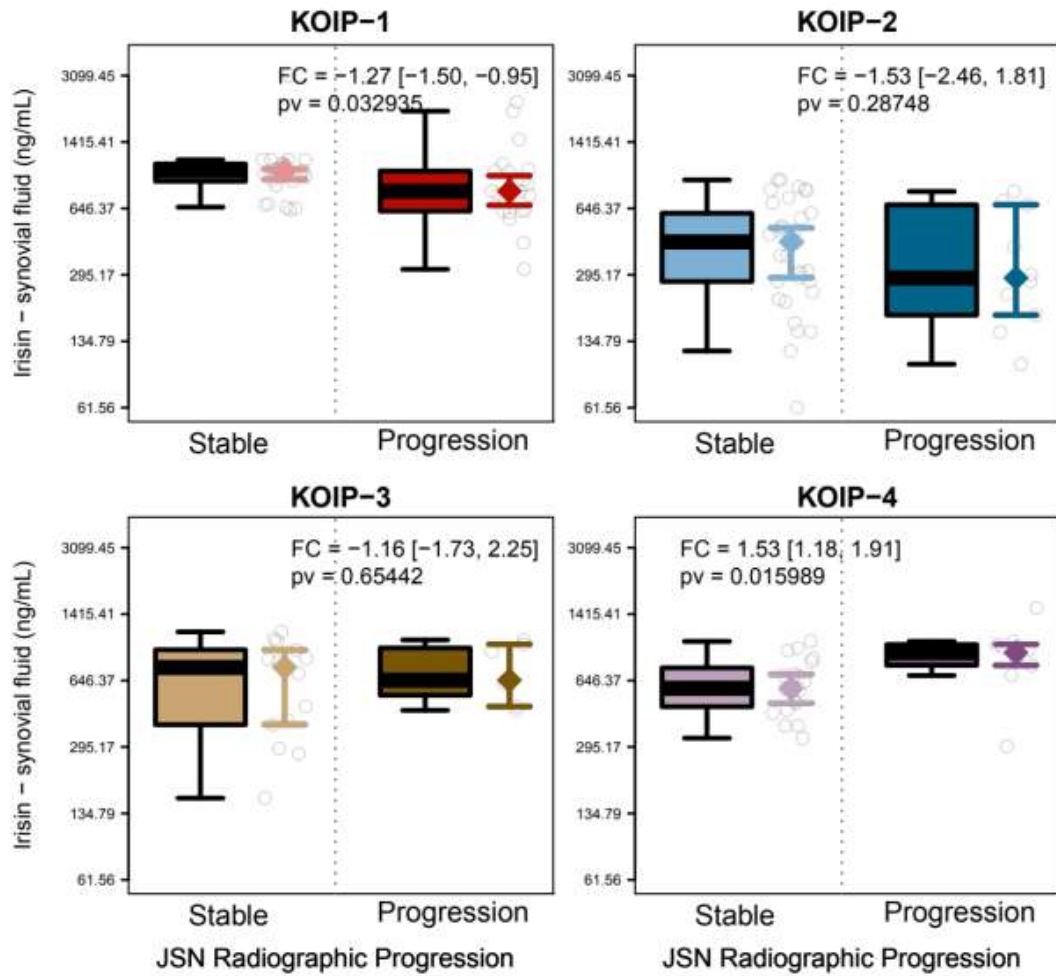 KOIP−1
KOIP−2
Irisin − synovial fluid (ng/mL)
3099.45
1415.41
646.37
295.17
134.79
61.56
FC = −1.27 [−1.50, −0.95]
pv = 0.032935
Stable
Progression
3099.45
1415.41
646.37
295.17
134.79
61.56
FC = −1.53 [−2.46, 1.81]
pv = 0.28748
Stable
Progression
KOIP−3
KOIP−4
Irisin − synovial fluid (ng/mL)
3099.45
1415.41
646.37
295.17
134.79
61.56
FC = −1.16 [−1.73, 2.25]
pv = 0.65442
Stable
Progression
JSN Radiographic Progression
3099.45
1415.41
646.37
295.17
134.79
61.56
FC = 1.53 [1.18, 1.91]
pv = 0.015989
Stable
Progression
JSN Radiographic Progression